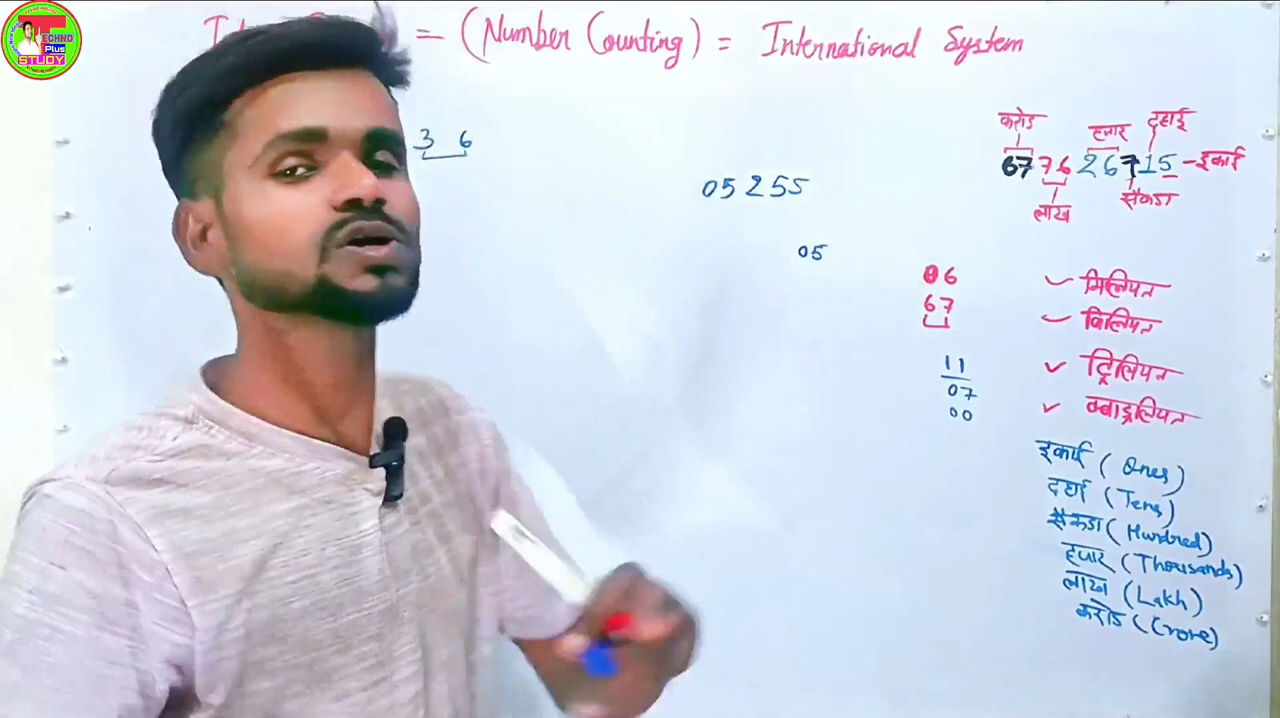 TECHNO
Plus
STUDY
= (Number Counting) = International System
3 6
05255
05
करोड
हजार
दहाई
67 76 26715 - इकाई
लाख
सैकडा
06
67
11
07
00
✓ मिलियन
✓ बिलियन
✓ ट्रिलियन
✓ क्वाड्रलियन
इकाई (Ones)
दहाई (Tens)
सैकडा (Hundred)
हजार (Thousands)
लाख (Lakh)
करोड (Crore)